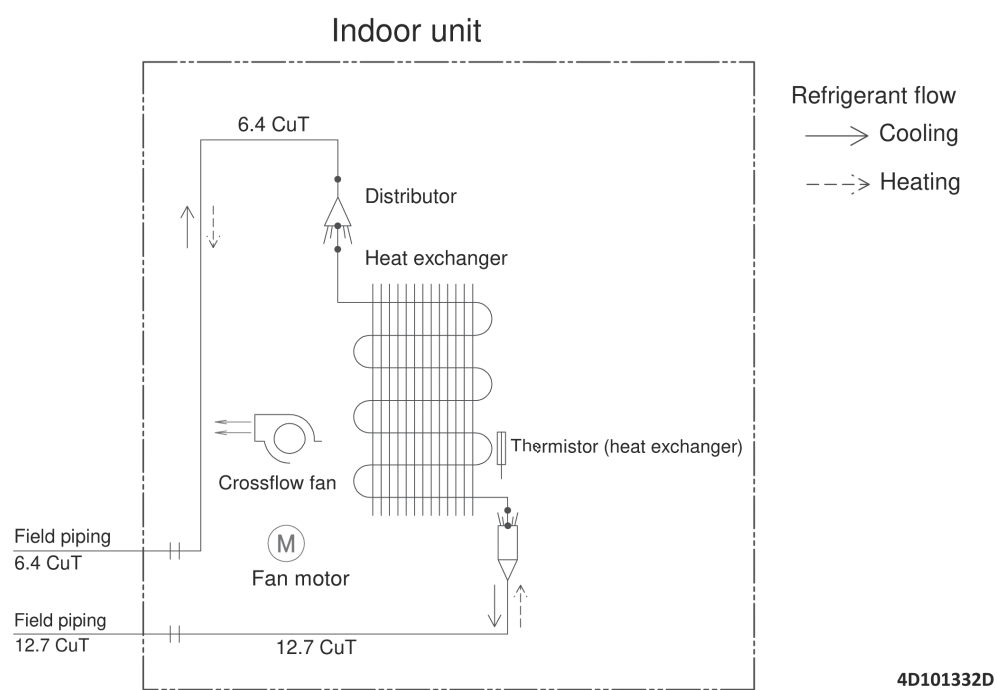 Indoor unit
Refrigerant flow
Cooling
Heating
6.4 CuT
Distributor
Heat exchanger
Thermistor (heat exchanger)
Crossflow fan
Field piping
6.4 CuT
M
Fan motor
Field piping
12.7 CuT
12.7 CuT
4D101332D